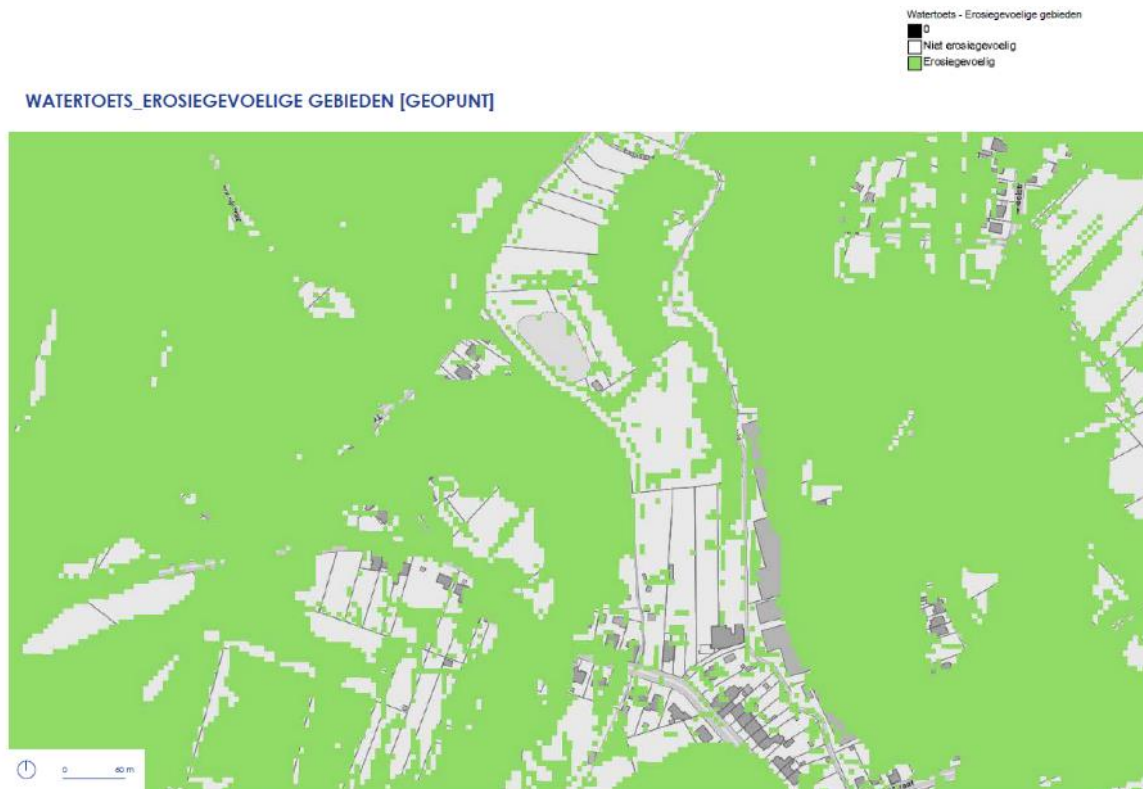 Watertoets - Erosiegevoelige gebieden
0
Niet erosiegevoelig
Erosiegevoelig
WATERTOETS_EROSIEGEVOELIGE GEBIEDEN [GEOPUNT]
0 60 m